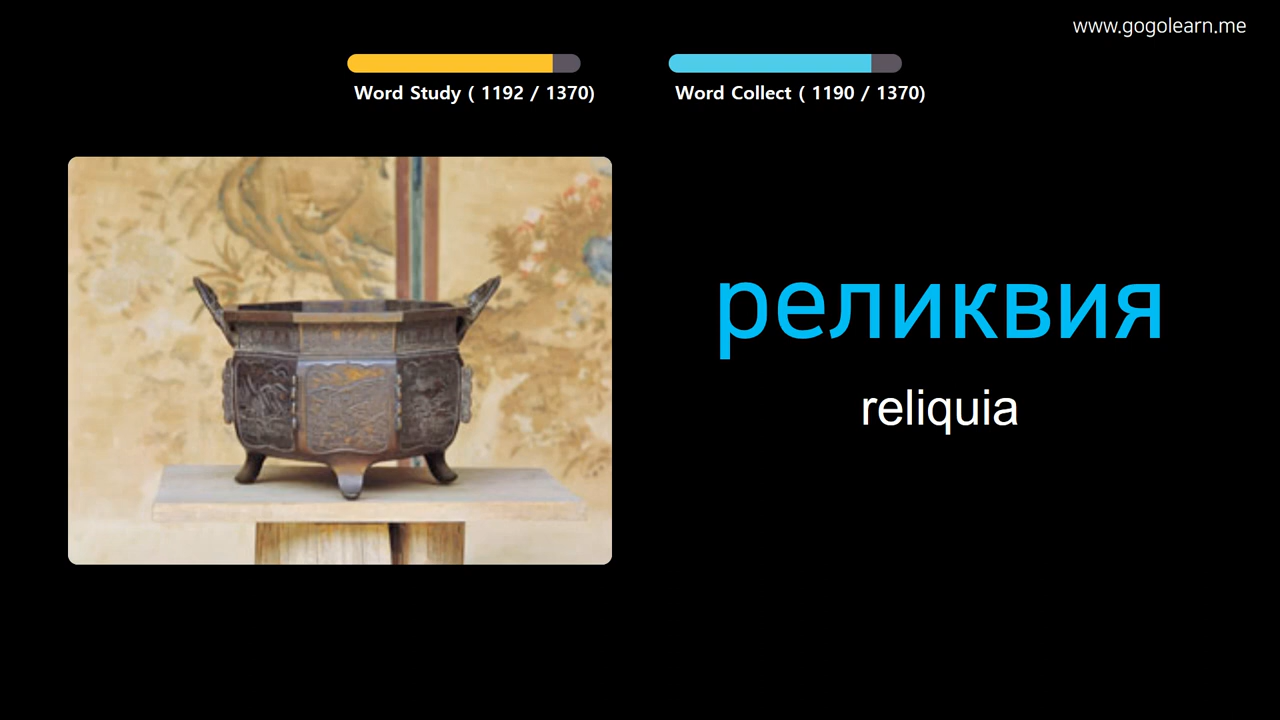 www.gogolearn.me
Word Study ( 1192 / 1370)
Word Collect ( 1190 / 1370)
реликвия
reliquia